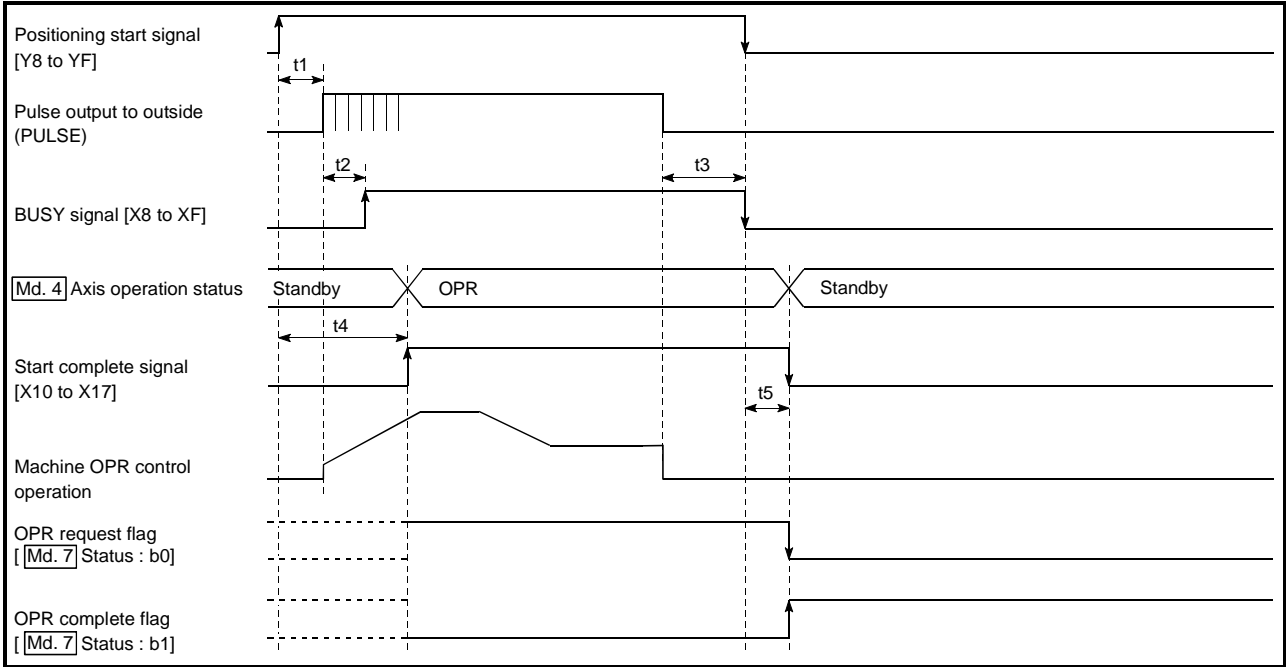 Positioning start signal
[Y8 to YF]
t1
Pulse output to outside
(PULSE)
t2
t3
BUSY signal [X8 to XF]
Md. 4 Axis operation status
Standby
OPR
Standby
t4
Start complete signal
[X10 to X17]
t5
Machine OPR control
operation
OPR request flag
[ Md. 7 Status : b0]
OPR complete flag
[ Md. 7 Status : b1]